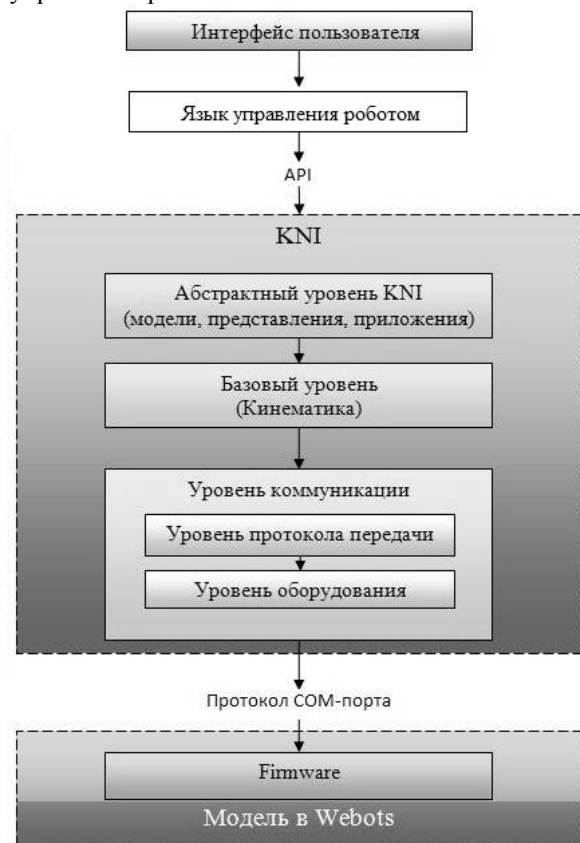 Интерфейс пользователя
Язык управления роботом
API
KNI
Абстрактный уровень KNI
(модели, представления, приложения)
Базовый уровень
(Кинематика)
Уровень коммуникации
Уровень протокола передачи
Уровень оборудования
Протокол COM-порта
Firmware
Модель в Webots